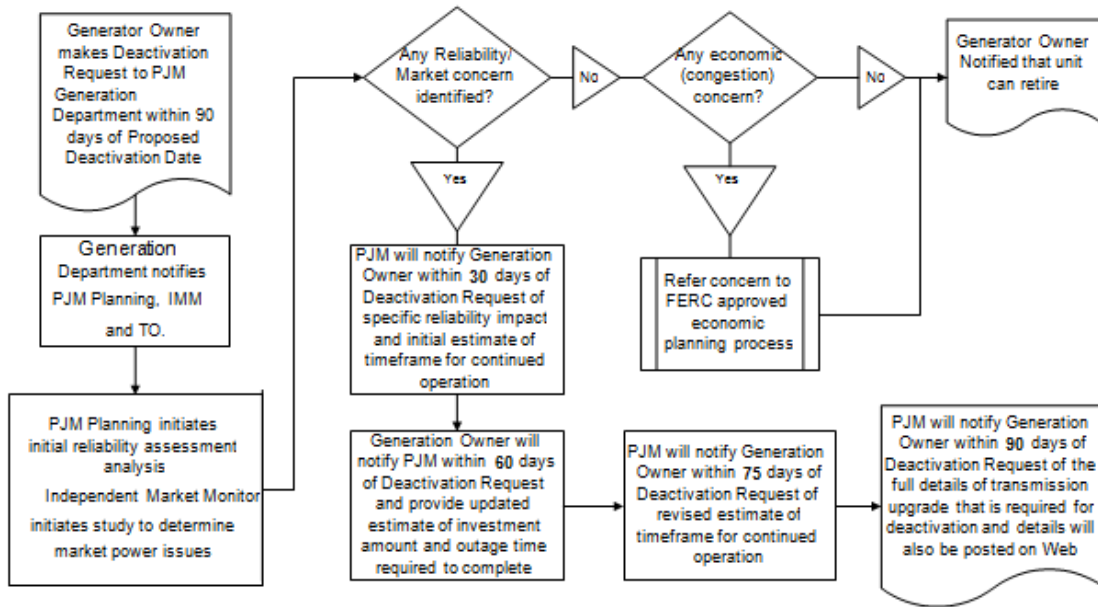 Generator Owner
makes Deactivation
Request to PJM
Generation
Department within 90
days of Proposed
Deactivation Date
Generation
Department notifies
PJM Planning, IMM
and TO.
PJM Planning initiates
initial reliability assessment
analysis
Independent Market Monitor
initiates study to determine
market power issues
Any Reliability/
Market concern
identified?
No
Any economic
(congestion)
concern?
No
Generator Owner
Notified that unit
can retire
Yes
Yes
PJM will notify Generation
Owner within 30 days of
Deactivation Request of
specific reliability impact
and initial estimate of
timeframe for continued
operation
Refer concern to
FERC approved
economic
planning process
Generation Owner will
notify PJM within 60 days
of Deactivation Request
and provide updated
estimate of investment
amount and outage time
required to complete
PJM will notify Generation
Owner within 75 days of
Deactivation Request of
revised estimate of
timeframe for continued
operation
PJM will notify Generation
Owner within 90 days of
Deactivation Request of the
full details of transmission
upgrade that is required for
deactivation and details will
also be posted on Web